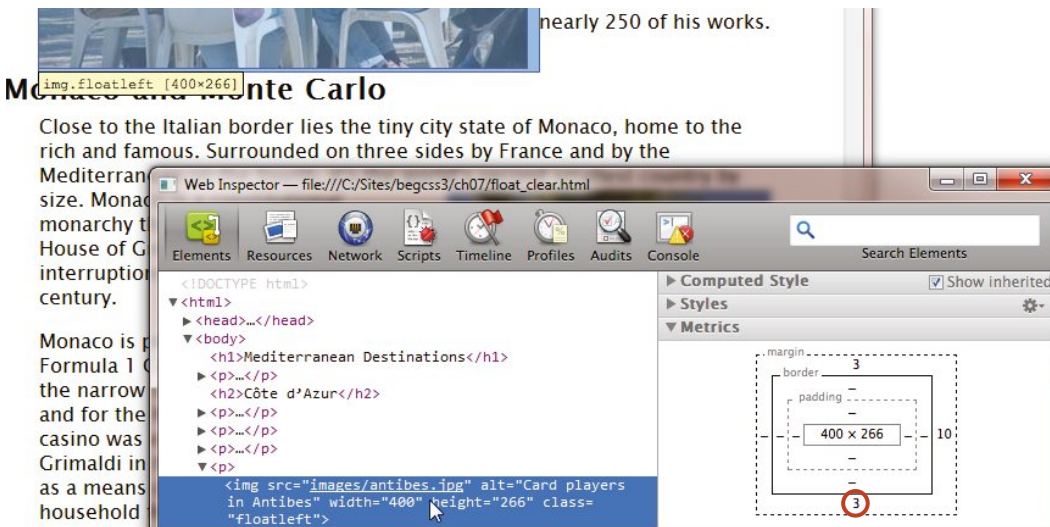 nearly 250 of his works.
img.floatleft [400×266]
Monaco and Monte Carlo
Close to the Italian border lies the tiny city state of Monaco, home to the
rich and famous. Surrounded on three sides by France and by the
Mediterran
size. Monac
monarchy t
House of G
interruption
century.
Monaco is p
Formula 1 G
the narrow
and for the
casino was
Grimaldi in
as a means
household
Web Inspector — file:///C:/Sites/begcss3/ch07/float_clear.html
Elements Resources Network Scripts Timeline Profiles Audits Console
Search Elements
<!DOCTYPE html>
▼<html>
▶<head>…</head>
▼<body>
<h1>Mediterranean Destinations</h1>
▶<p>…</p>
<h2>Côte d’Azur</h2>
▶<p>…</p>
▶<p>…</p>
▶<p>…</p>
▼<p>
<img src="images/antibes.jpg" alt="Card players
in Antibes" width="400" height="266" class=
"floatleft">
▶ Computed Style Show inherited
▶ Styles
▼ Metrics
margin
3
border
–
padding
–
– – – 400 × 266 – – 10
–
–
3